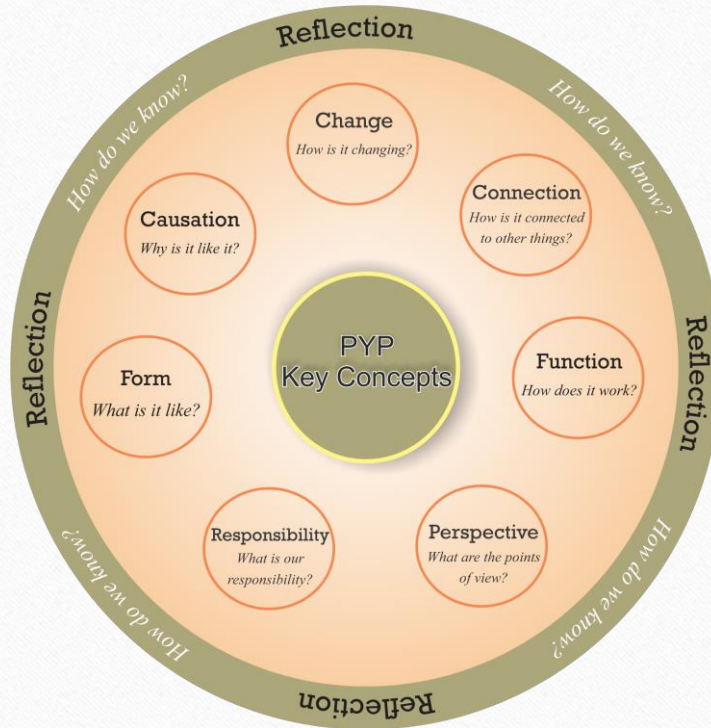 Reflection
How do we know?
How do we know?
Change
How is it changing?
Connection
How is it connected
to other things?
Causation
Why is it like it?
Reflection
Reflection
PYP
Key Concepts
Function
How does it work?
Form
What is it like?
Responsibility
What is our
responsibility?
Perspective
What are the points
of view?
How do we know?
How do we know?
Reflection